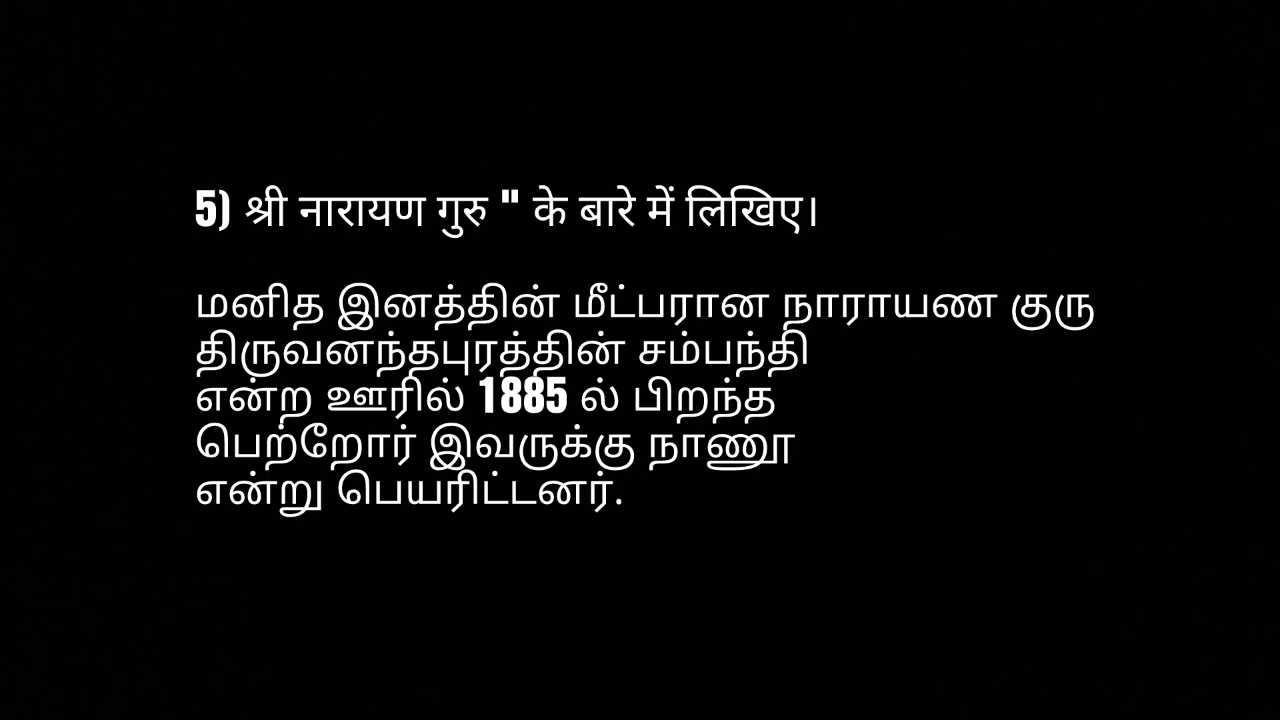 5) श्री नारायण गुरु " के बारे में लिखिए।
மனித இனத்தின் மீட்பரான நாராயண குரு
திருவனந்தபுரத்தின் சம்பந்தி
என்ற ஊரில் 1885 ல் பிறந்த
பெற்றோர் இவருக்கு நாணூ
என்று பெயரிட்டனர்.